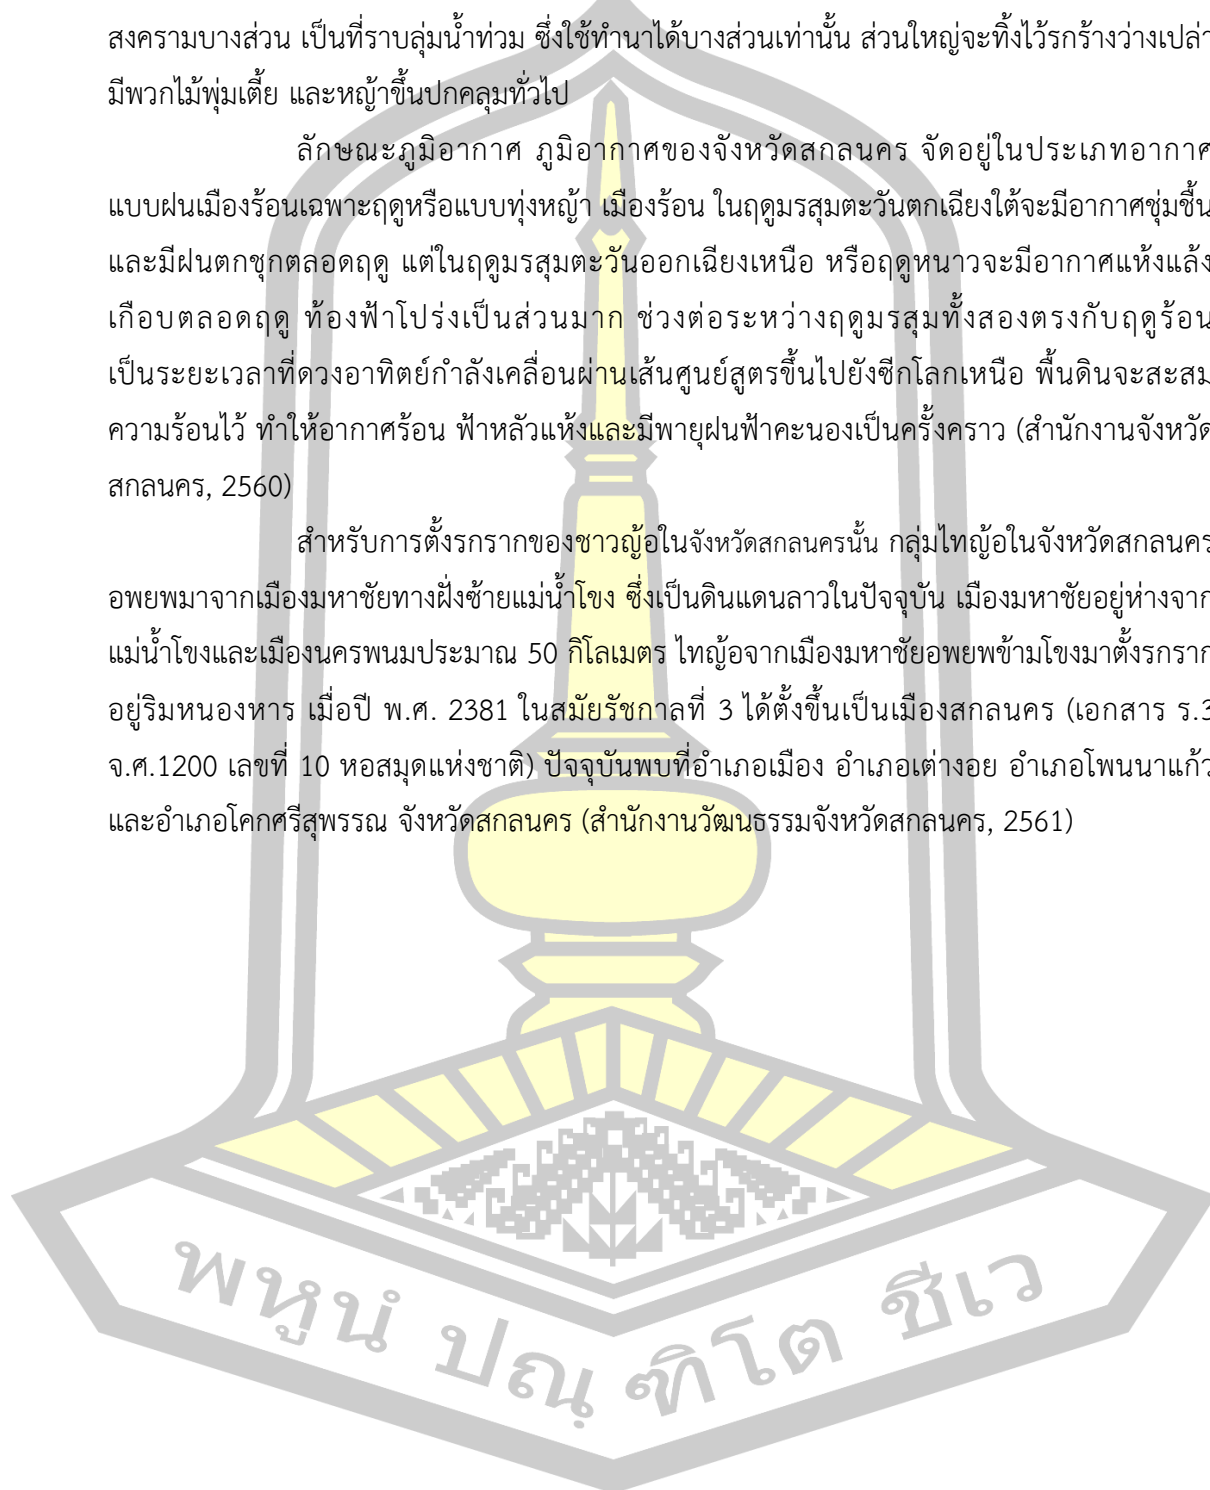 สงครามบางส่วน เป็นที่ราบลุ่มน้ำท่วม ซึ่งใช้ทำนาได้บางส่วนเท่านั้น ส่วนใหญ่จะทิ้งไว้รกร้างว่างเปล่า
มีพวกไม้พุ่มเตี้ย และหญ้าขึ้นปกคลุมทั่วไป
ลักษณะภูมิอากาศ ภูมิอากาศของจังหวัดสกลนคร จัดอยู่ในประเภทอากาศ
แบบฝนเมืองร้อนเฉพาะฤดูหรือแบบทุ่งหญ้า เมืองร้อน ในฤดูมรสุมตะวันตกเฉียงใต้จะมีอากาศชุ่มชื้น
และมีฝนตกชุกตลอดฤดู แต่ในฤดูมรสุมตะวันออกเฉียงเหนือ หรือฤดูหนาวจะมีอากาศแห้งแล้ง
เกือบตลอดฤดู ท้องฟ้าโปร่งเป็นส่วนมาก ช่วงต่อระหว่างฤดูมรสุมทั้งสองตรงกับฤดูร้อน
เป็นระยะเวลาที่ดวงอาทิตย์กำลังเคลื่อนผ่านเส้นศูนย์สูตรขึ้นไปยังซีกโลกเหนือ พื้นดินจะสะสม
ความร้อนไว้ ทำให้อากาศร้อน ฟ้าหลัวแห้งและมีพายุฝนฟ้าคะนองเป็นครั้งคราว (สำนักงานจังหวัด
สกลนคร, 2560)
สำหรับการตั้งรกรากของชาวญ้อในจังหวัดสกลนครนั้น กลุ่มไทญ้อในจังหวัดสกลนคร
อพยพมาจากเมืองมหาชัยทางฝั่งซ้ายแม่น้ำโขง ซึ่งเป็นดินแดนลาวในปัจจุบัน เมืองมหาชัยอยู่ห่างจาก
แม่น้ำโขงและเมืองนครพนมประมาณ 50 กิโลเมตร ไทญ้อจากเมืองมหาชัยอพยพข้ามโขงมาตั้งรกราก
อยู่ริมหนองหาร เมื่อปี พ.ศ. 2381 ในสมัยรัชกาลที่ 3 ได้ตั้งขึ้นเป็นเมืองสกลนคร (เอกสาร ร.3
จ.ศ.1200 เลขที่ 10 หอสมุดแห่งชาติ) ปัจจุบันพบที่อำเภอเมือง อำเภอเต่างอย อำเภอโพนนาแก้ว
และอำเภอโคกศรีสุพรรณ จังหวัดสกลนคร (สำนักงานวัฒนธรรมจังหวัดสกลนคร, 2561)
พหูนํ ปณฺฑิโต ชีเว